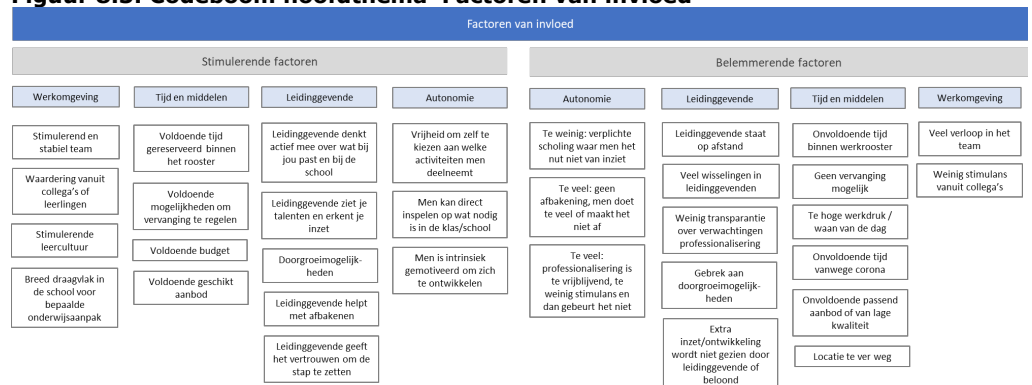 Figuur 8.3: Codeboom hoofdthema 'Factoren van invloed'
Factoren van invloed
Stimulerende factoren
Werkomgeving
Stimulerend en
stabiel team
Waardering vanuit
collega's of
leerlingen
Stimulerende
leercultuur
Breed draagvlak in
de school voor
bepaalde
onderwijsaanpak
Tijd en middelen
Voldoende tijd
gereserveerd binnen
het rooster
Voldoende
mogelijkheden om
vervanging te regelen
Voldoende budget
Voldoende geschikt
aanbod
Leidinggevende
Leidinggevende denkt
actief mee over wat bij
jou past en bij de
school
Leidinggevende ziet je
talenten en erkent je
inzet
Doorgroeimogelijk-
heden
Leidinggevende helpt
met afbakenen
Leidinggevende geeft
het vertrouwen om de
stap te zetten
Autonomie
Vrijheid om zelf te
kiezen aan welke
activiteiten men
deelneemt
Men kan direct
inspelen op wat nodig
is in de klas/school
Men is intrinsiek
gemotiveerd om zich
te ontwikkelen
Belemmerende factoren
Autonomie
Te weinig: verplichte
scholing waar men het
nut niet van inziet
Te veel: geen
afbakening, men doet
te veel of maakt het
niet af
Te veel:
professionalisering is
te vrijblijvend, te
weinig stimulans en
dan gebeurt het niet
Leidinggevende
Leidinggevende staat
op afstand
Veel wisselingen in
leidinggevenden
Weinig transparantie
over verwachtingen
professionalisering
Gebrek aan
doorgroeimogelijk-
heden
Extra
inzet/ontwikkeling
wordt niet gezien door
leidinggevende of
beloond
Tijd en middelen
Onvoldoende tijd
binnen werkrooster
Geen vervanging
mogelijk
Te hoge werkdruk /
waan van de dag
Onvoldoende tijd
vanwege corona
Onvoldoende passend
aanbod of van lage
kwaliteit
Locatie te ver weg
Werkomgeving
Veel verloop in het
team
Weinig stimulans
vanuit collega's